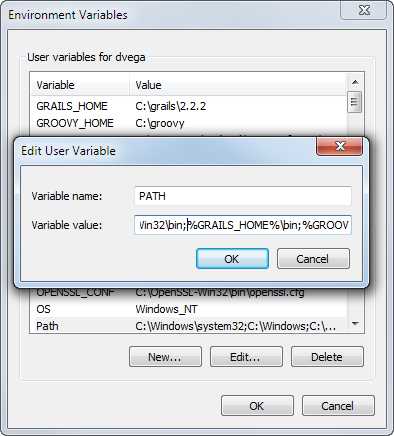 Environment Variables
User variables for dvega
Variable Value
GRAILS_HOME C:\grails\2.2.2
GROOVY_HOME C:\groovy
Edit User Variable
Variable name: PATH
Variable value: Win32\bin;%GRAILS_HOME%\bin;%GROOV
OK Cancel
OPENSSL_CONF C:\OpenSSL-Win32\bin\openssl.cfg
OS Windows_NT
Path C:\Windows\system32;C:\Windows;C:\...
New... Edit... Delete
OK Cancel